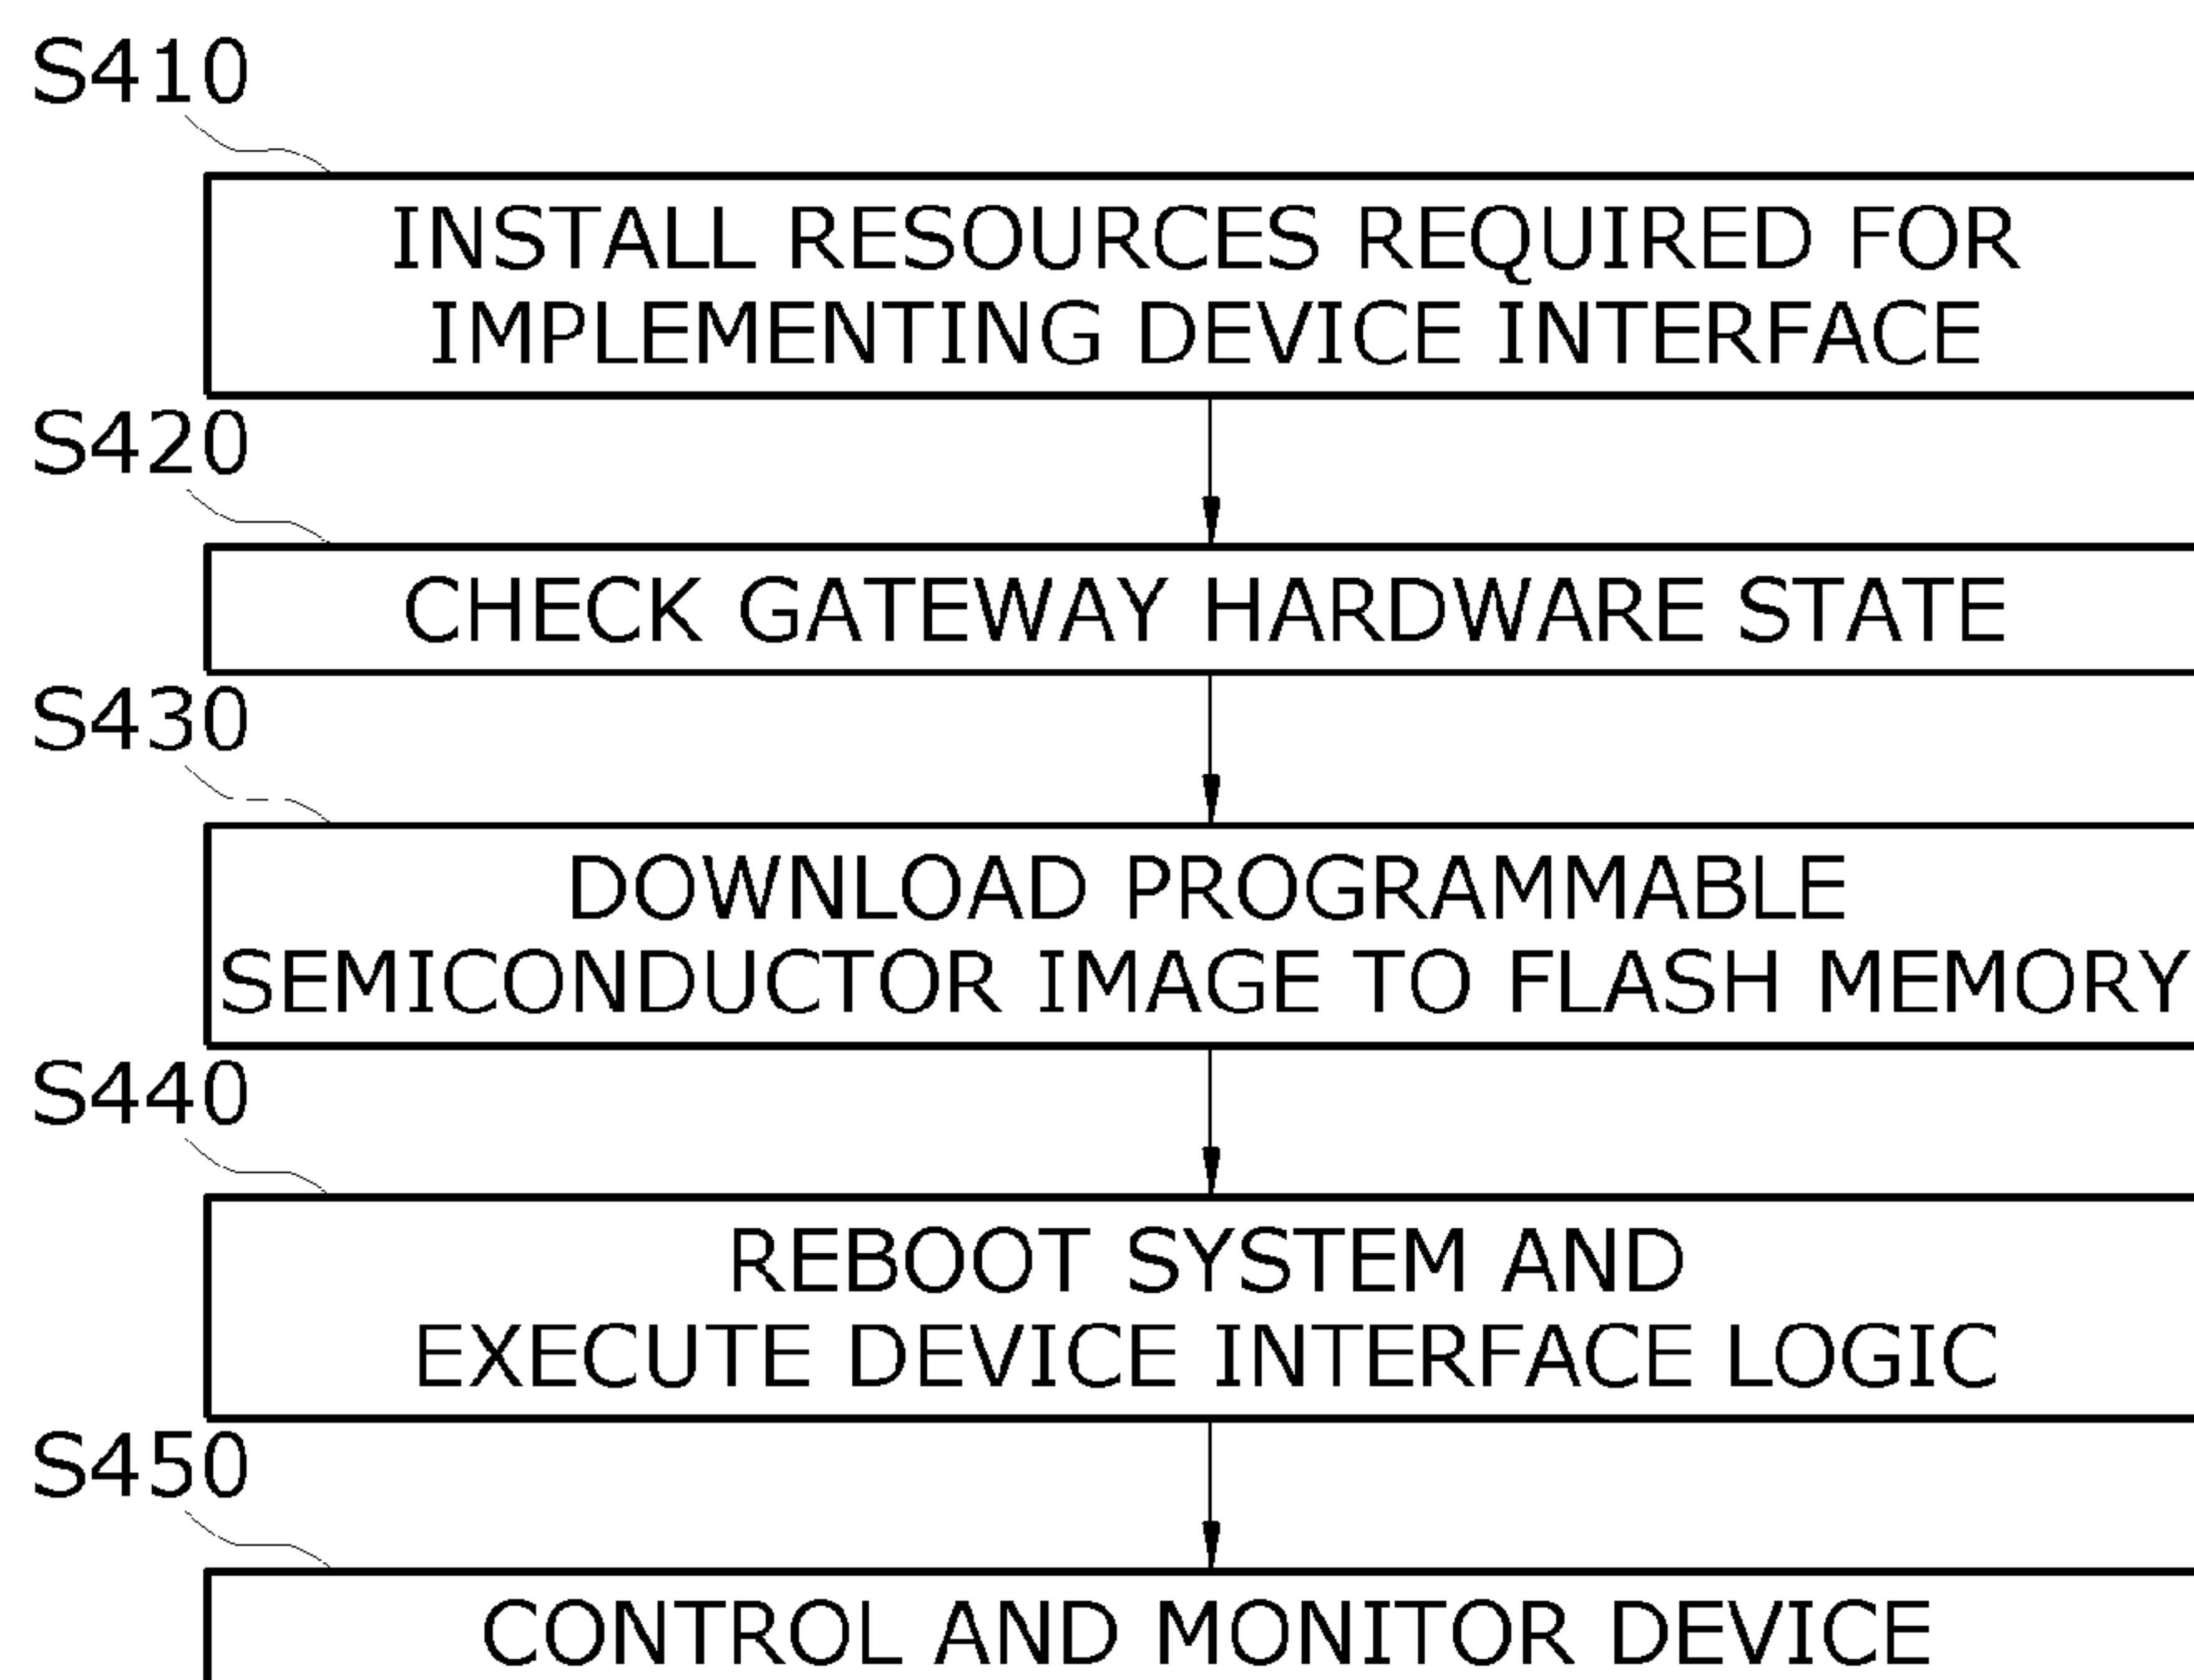 S410
INSTALL RESOURCES REQUIRED FOR
IMPLEMENTING DEVICE INTERFACE
S420
CHECK GATEWAY HARDWARE STATE
S430
DOWNLOAD PROGRAMMABLE
SEMICONDUCTOR IMAGE TO FLASH MEMORY
S440
REBOOT SYSTEM AND
EXECUTE DEVICE INTERFACE LOGIC
S450
CONTROL AND MONITOR DEVICE